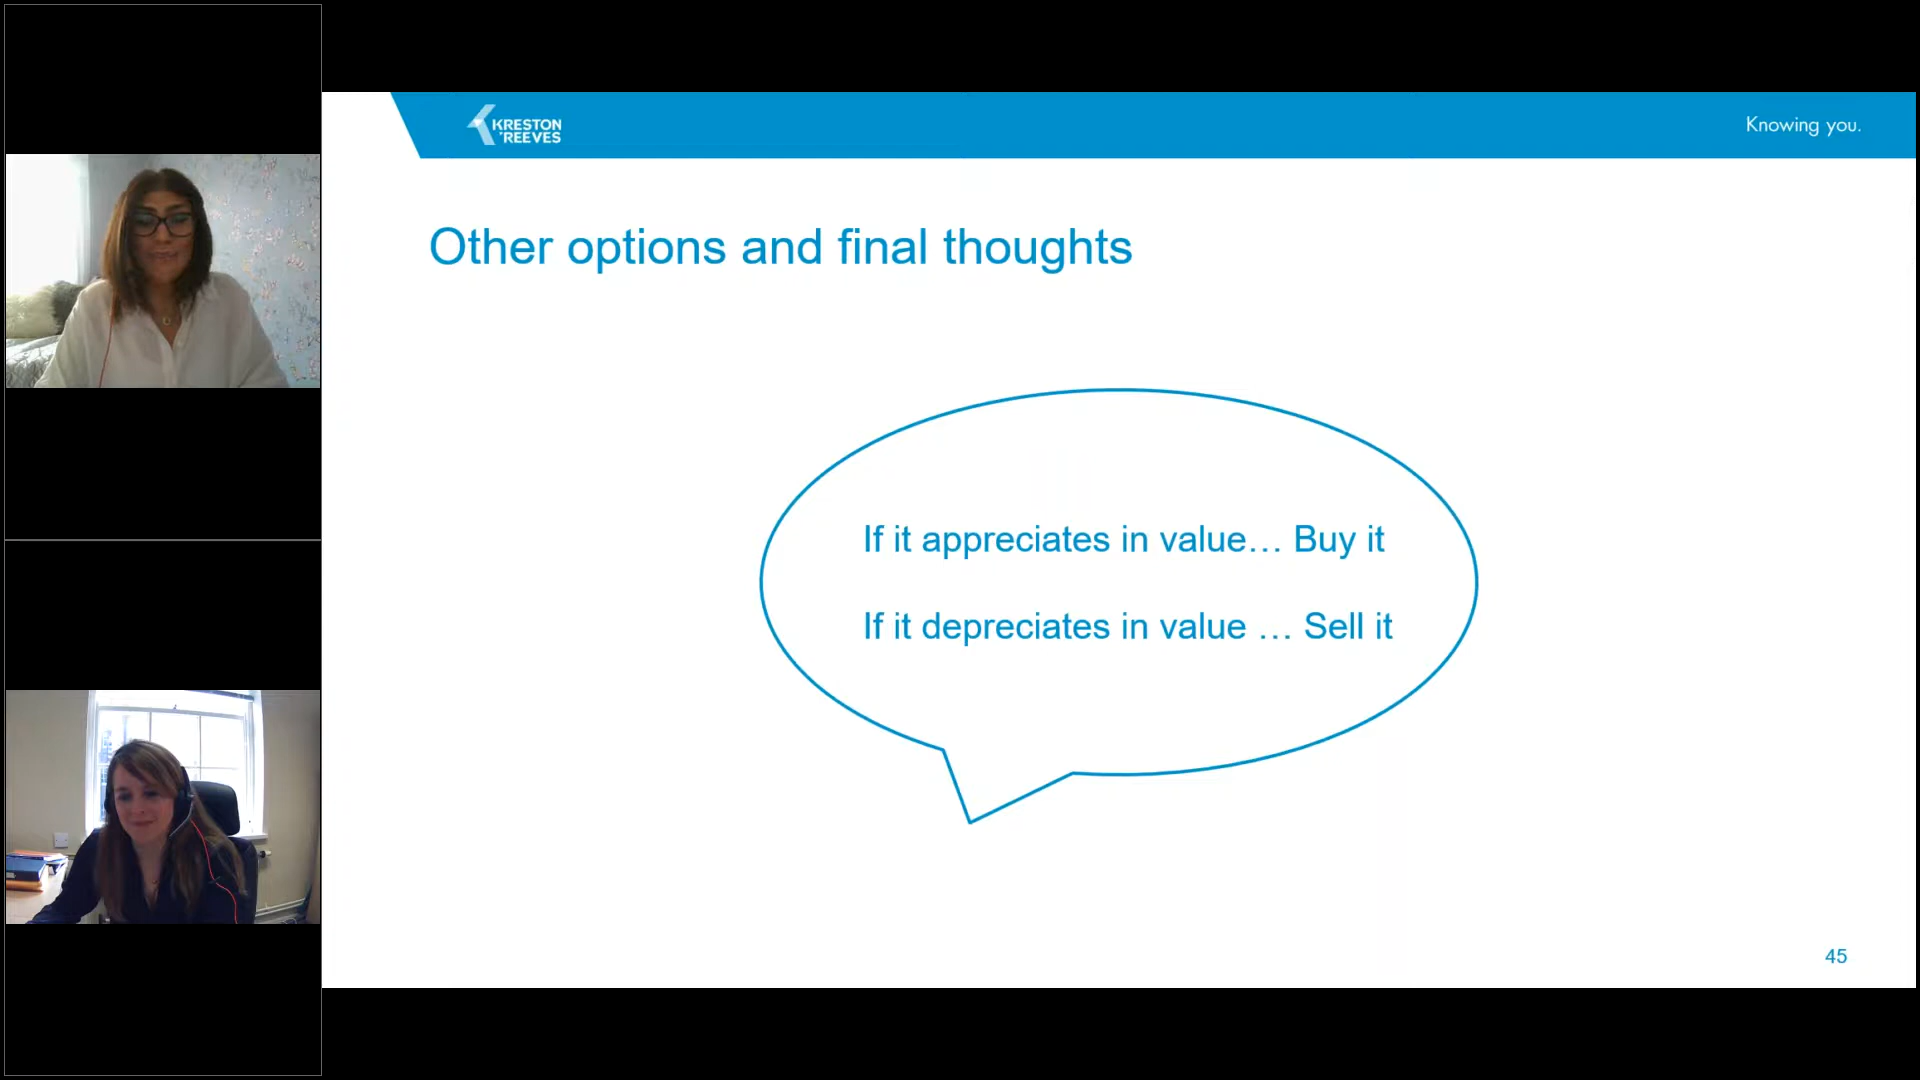 KRESTON
REEVES
Knowing you.
Other options and final thoughts
If it appreciates in value… Buy it
If it depreciates in value … Sell it
45